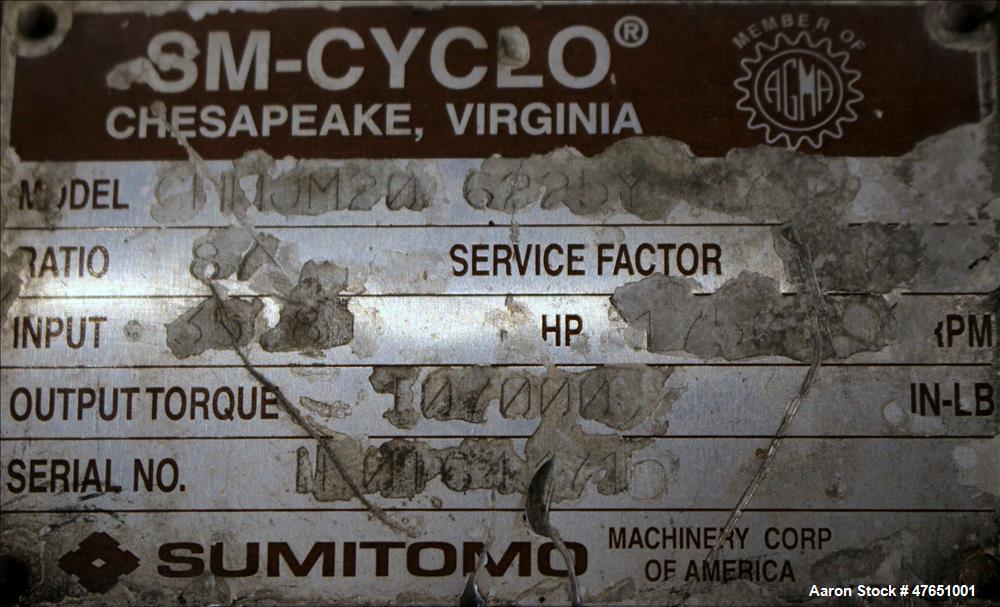 SM-CYCLO®
MEMBER OF
AGMA
CHESAPEAKE, VIRGINIA
MODEL
RATIO SERVICE FACTOR
INPUT HP RPM
OUTPUT TORQUE 107000 IN-LB
SERIAL NO.
SUMITOMO MACHINERY CORP
OF AMERICA
Aaron Stock # 47651001